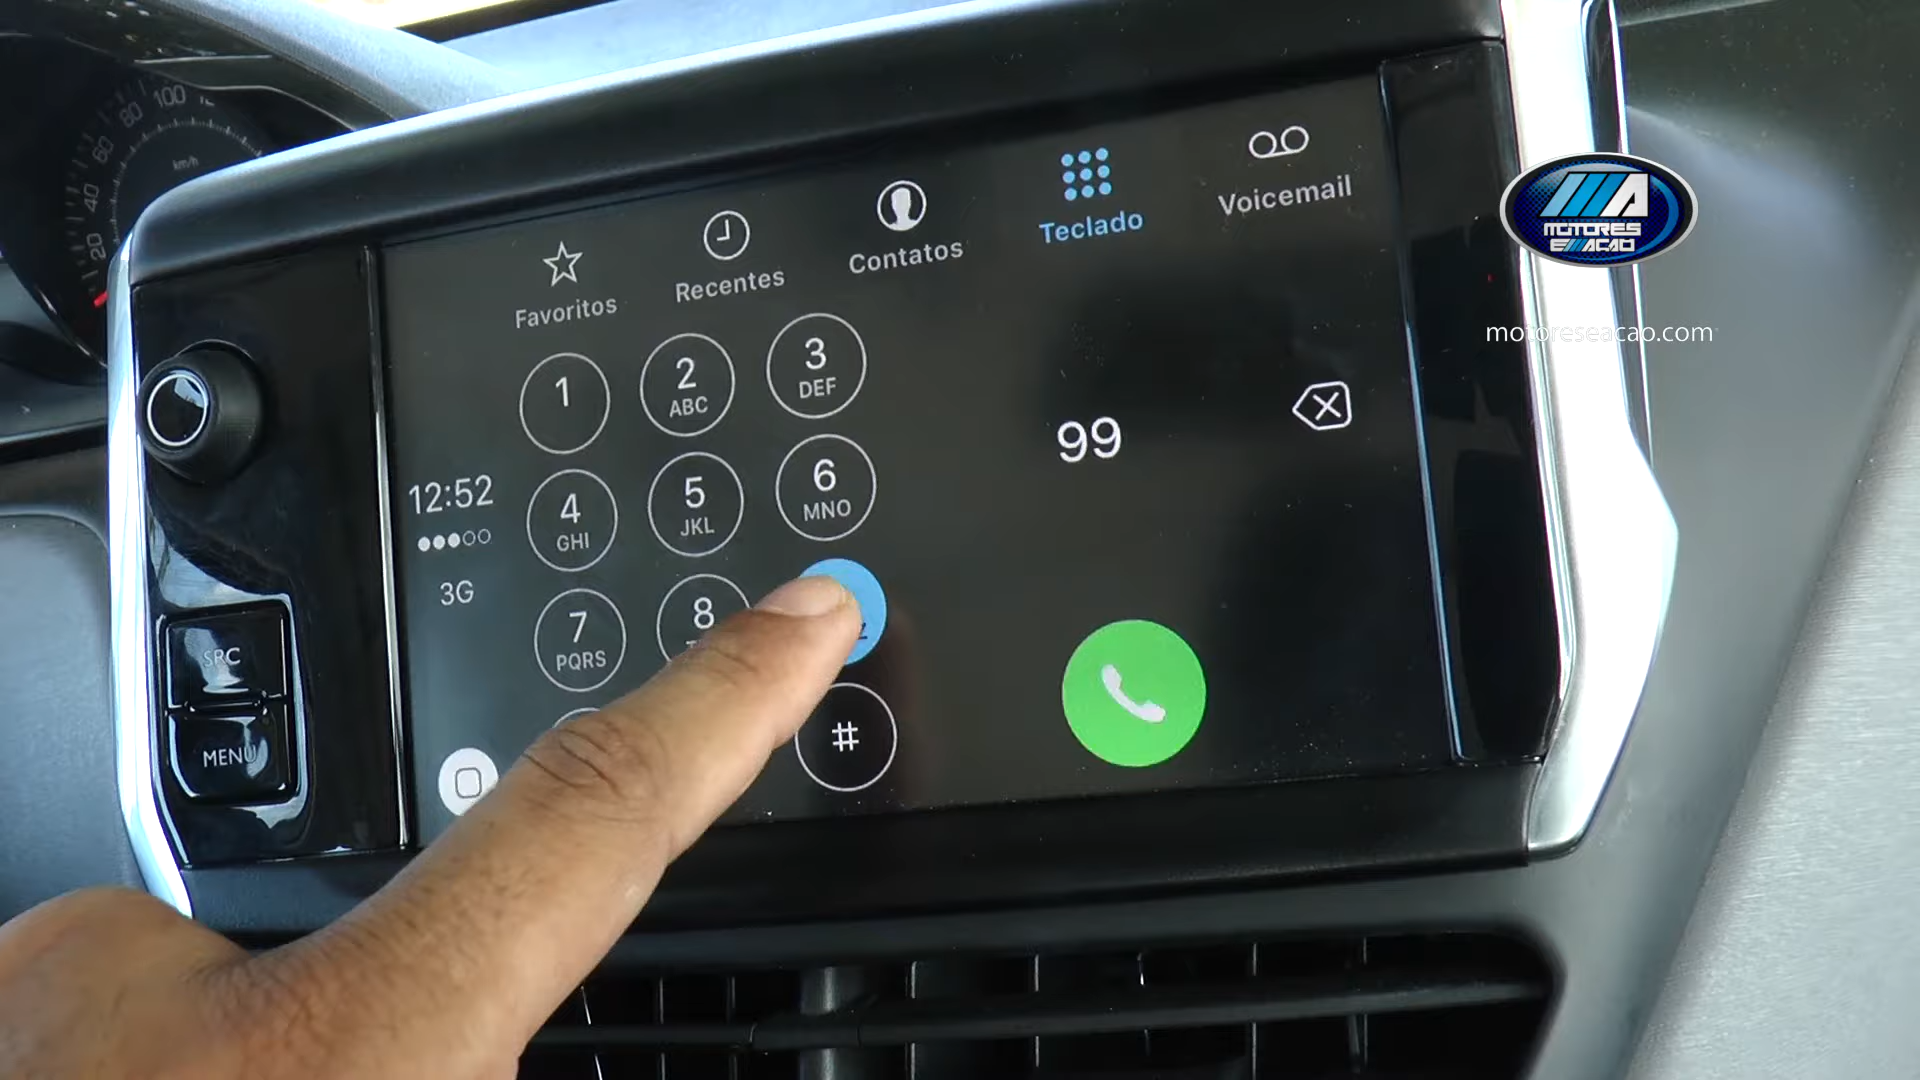 100
80
60
40
20
km/h
Favoritos
Recentes
Contatos
Teclado
Voicemail
MOTORES
motoreseacao.com
1
2
ABC
3
DEF
99
12:52
3G
4
GHI
5
JKL
6
MNO
7
PQRS
8
#
SRC
MENU